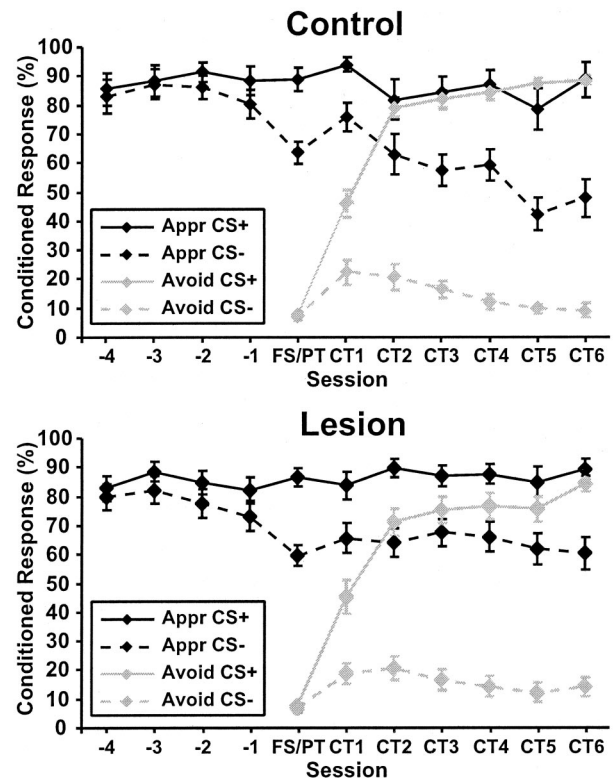 Control
Conditioned Response (%)
100
90
80
70
60
50
40
30
20
10
0
Appr CS+
Appr CS-
Avoid CS+
Avoid CS-
-4 -3 -2 -1 FS/PT CT1 CT2 CT3 CT4 CT5 CT6
Session
Lesion
Conditioned Response (%)
100
90
80
70
60
50
40
30
20
10
0
Appr CS+
Appr CS-
Avoid CS+
Avoid CS-
-4 -3 -2 -1 FS/PT CT1 CT2 CT3 CT4 CT5 CT6
Session